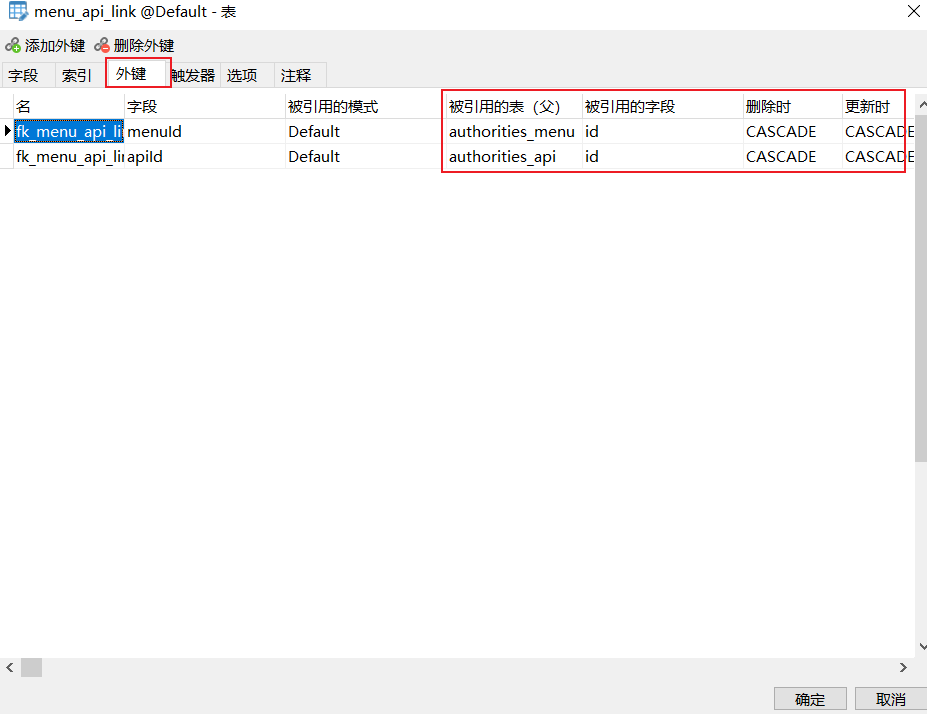 menu_api_link @Default - 表
添加外键 删除外键
字段 索引 外键 触发器 选项 注释
名 字段 被引用的模式 被引用的表（父） 被引用的字段 删除时 更新时
fk_menu_api_li menuId Default authorities_menu id CASCADE CASCADE
fk_menu_api_li apiId Default authorities_api id CASCADE CASCADE
确定 取消